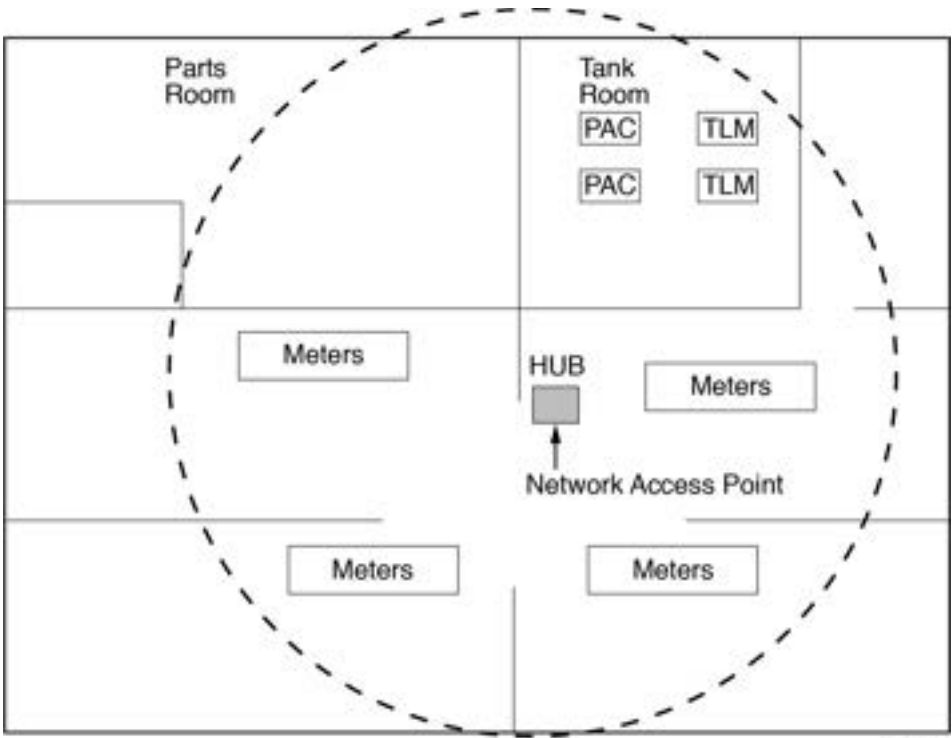 Parts
Room
Tank
Room
PAC
TLM
PAC
TLM
Meters
HUB
Meters
Network Access Point
Meters
Meters